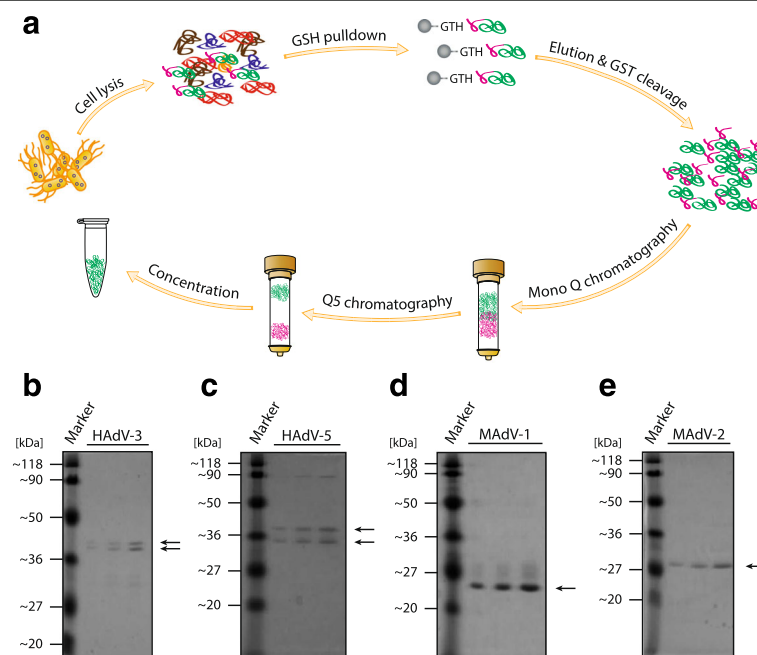 a
Cell lysis
GSH pulldown
GTH
GTH
GTH
Elution & GST cleavage
Mono Q chromatography
Q5 chromatography
Concentration
b
Marker
HAdV-3
[kDa]
~118
~90
~50
~36
~27
~20
c
Marker
HAdV-5
[kDa]
~118
~90
~50
~36
~27
~20
d
Marker
MAdV-1
[kDa]
~118
~90
~50
~36
~27
~20
e
Marker
MAdV-2
[kDa]
~118
~90
~50
~36
~27
~20